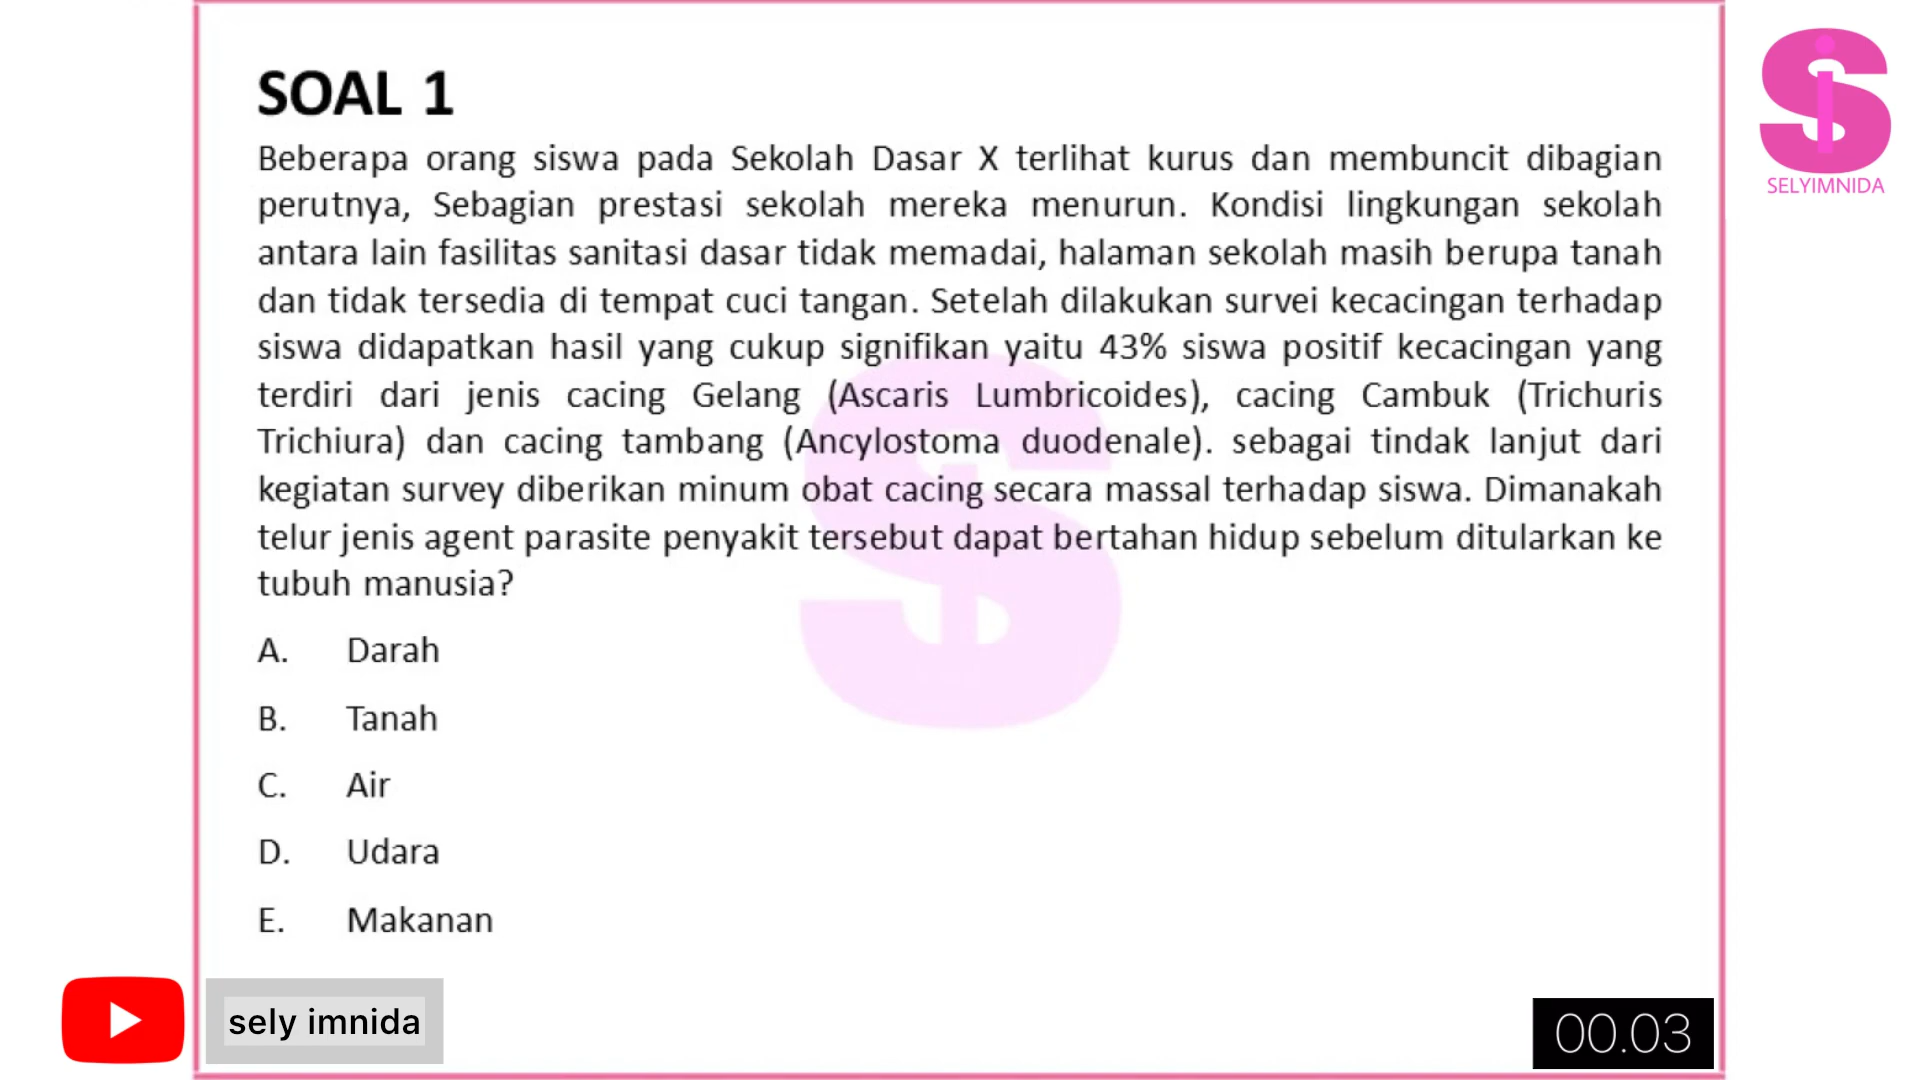 SOAL 1
Beberapa orang siswa pada Sekolah Dasar X terlihat kurus dan membuncit dibagian
perutnya, Sebagian prestasi sekolah mereka menurun. Kondisi lingkungan sekolah
antara lain fasilitas sanitasi dasar tidak memadai, halaman sekolah masih berupa tanah
dan tidak tersedia di tempat cuci tangan. Setelah dilakukan survei kecacingan terhadap
siswa didapatkan hasil yang cukup signifikan yaitu 43% siswa positif kecacingan yang
terdiri dari jenis cacing Gelang (Ascaris Lumbricoides), cacing Cambuk (Trichuris
Trichiura) dan cacing tambang (Ancylostoma duodenale). sebagai tindak lanjut dari
kegiatan survey diberikan minum obat cacing secara massal terhadap siswa. Dimanakah
telur jenis agent parasite penyakit tersebut dapat bertahan hidup sebelum ditularkan ke
tubuh manusia?
A. Darah
B. Tanah
C. Air
D. Udara
E. Makanan
SELYIMNIDA
sely imnida
00.03